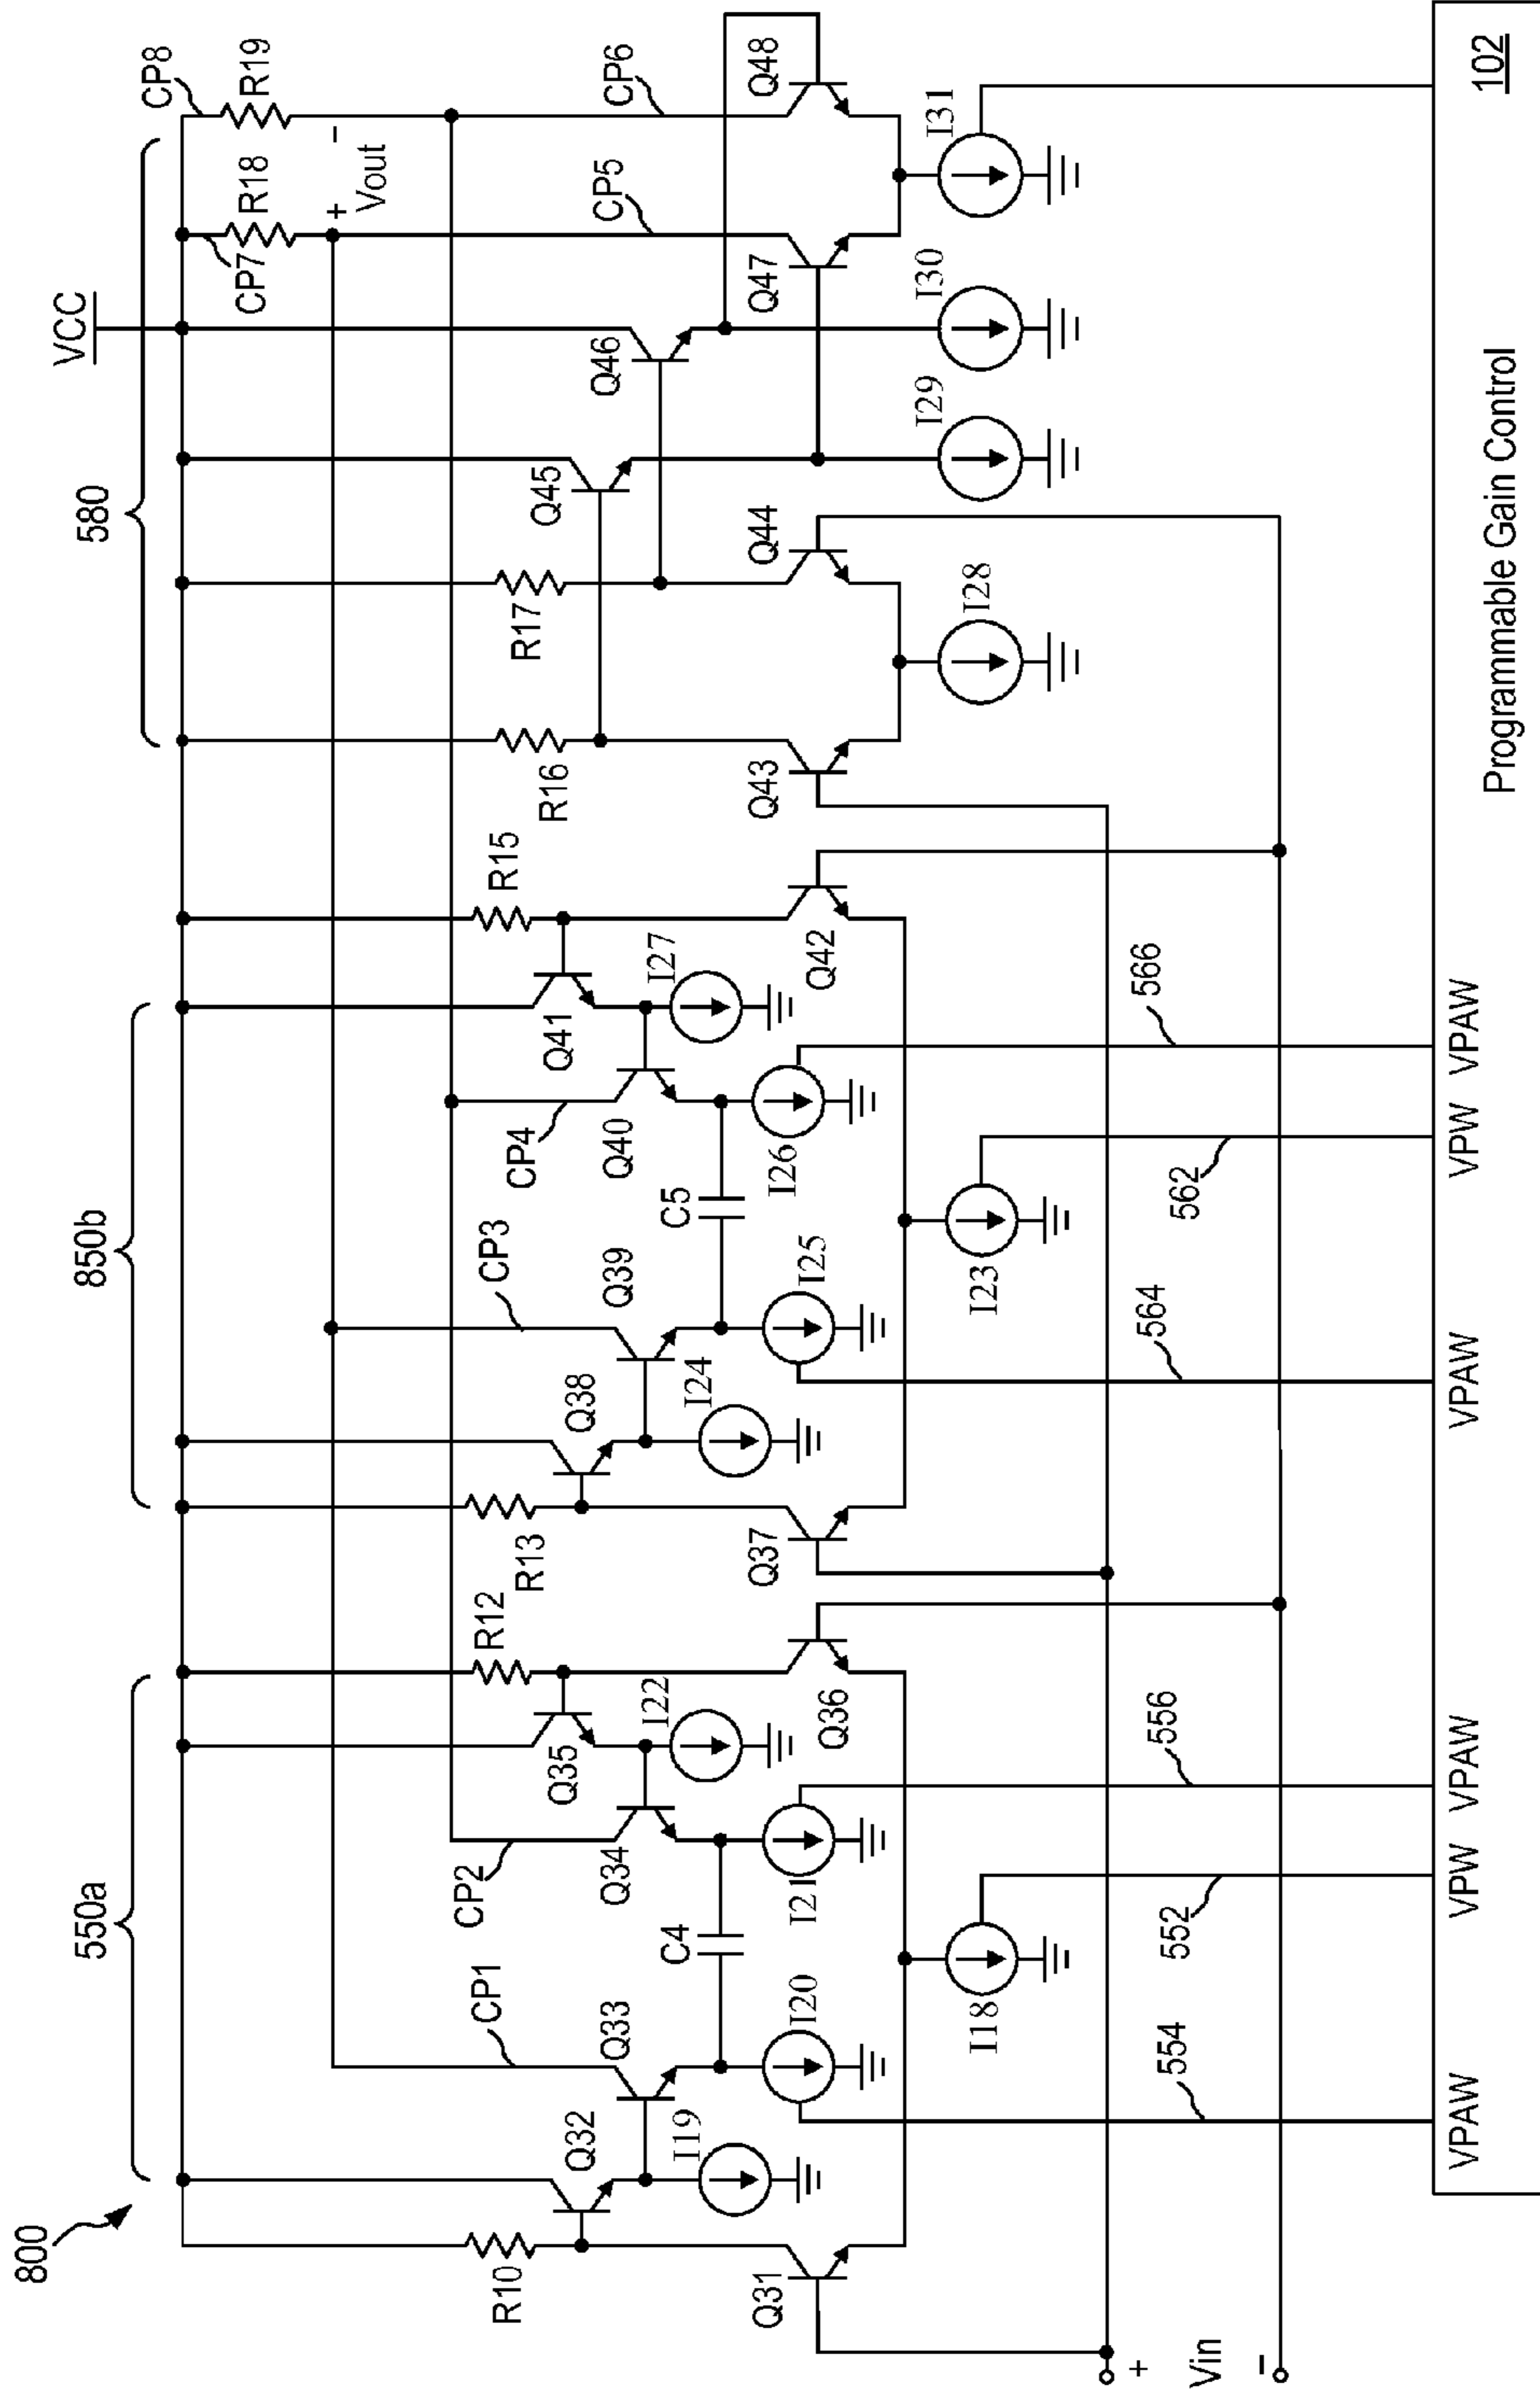 800
550a
850b
580
VCC
CP8
R19
CP7
R18
+
Vout
−
CP5
CP6
R10
R12
R13
R15
R16
R17
CP1
CP2
CP3
CP4
Q32
Q33
Q34
Q35
Q38
Q39
Q40
Q41
Q45
Q46
I19
C4
I22
I24
C5
I27
I20
I21
I25
I26
Q31
Q36
Q37
Q42
Q43
Q44
Q47
Q48
I18
I23
I28
I29
I30
I31
554
552
556
564
562
566
+
Vin
−
VPAW
VPW
VPAW
VPAW
VPW
VPAW
Programmable Gain Control
102